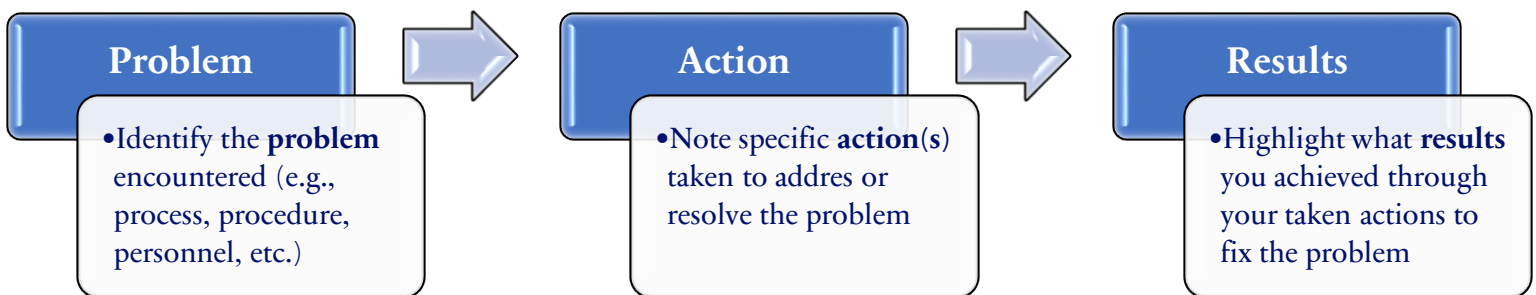 Problem
•Identify the problem
encountered (e.g.,
process, procedure,
personnel, etc.)
Action
•Note specific action(s)
taken to addres or
resolve the problem
Results
•Highlight what results
you achieved through
your taken actions to
fix the problem